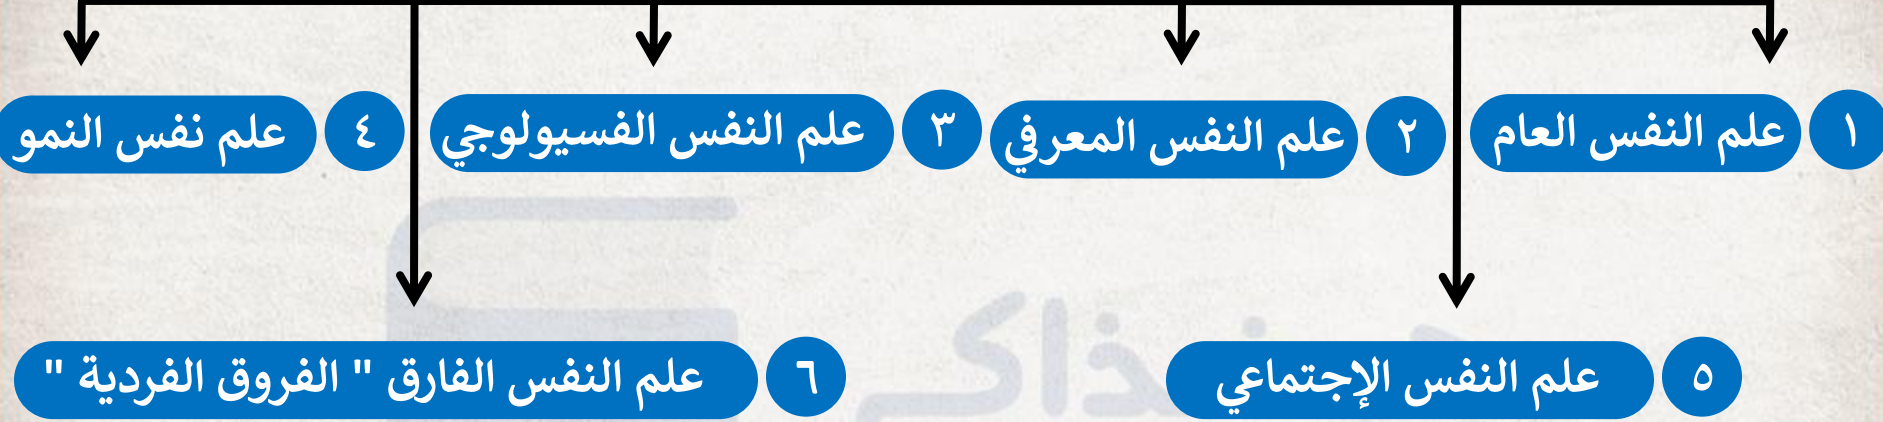 ١ علم النفس العام
٢ علم النفس المعرفي
٣ علم النفس الفسيولوجي
٤ علم نفس النمو
٥ علم النفس الإجتماعي
٦ علم النفس الفارق " الفروق الفردية "